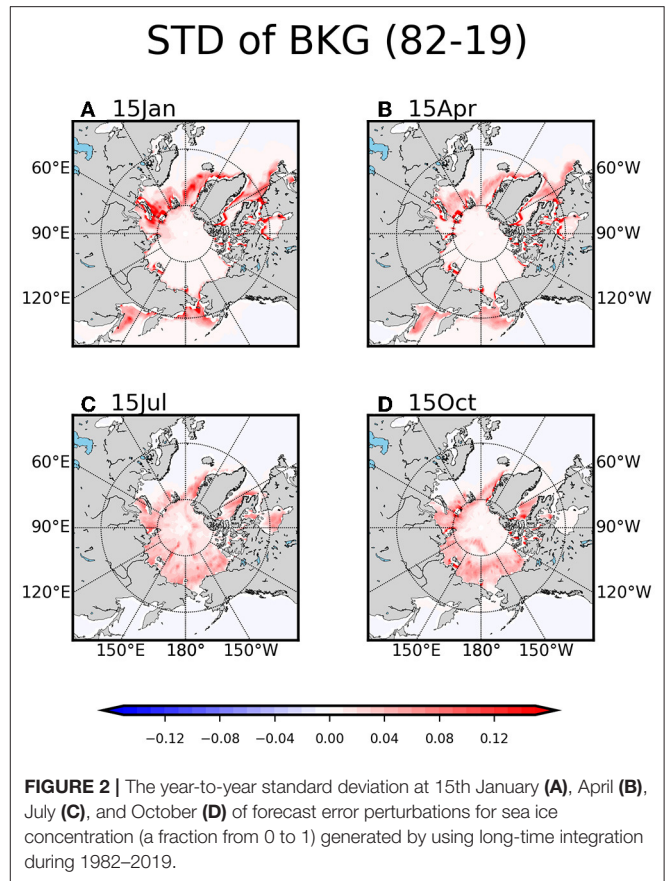 STD of BKG (82-19)
A 15Jan
B 15Apr
60°E
60°W
90°E
90°W
120°E
120°W
C 15Jul
D 15Oct
60°E
60°W
90°E
90°W
120°E
120°W
150°E 180° 150°W
150°E 180° 150°W
−0.12 −0.08 −0.04 0.00 0.04 0.08 0.12
FIGURE 2 | The year-to-year standard deviation at 15th January (A), April (B),
July (C), and October (D) of forecast error perturbations for sea ice
concentration (a fraction from 0 to 1) generated by using long-time integration
during 1982–2019.